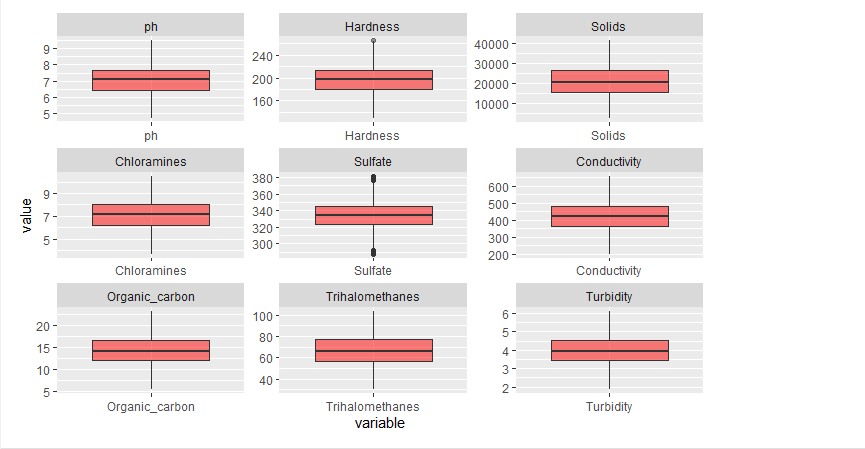 ph
Hardness
Solids
9
8
7
6
5
240
200
160
40000
30000
20000
10000
ph
Hardness
Solids
Chloramines
Sulfate
Conductivity
value
9
7
5
380
360
340
320
300
600
500
400
300
200
Chloramines
Sulfate
Conductivity
Organic_carbon
Trihalomethanes
Turbidity
20
15
10
5
100
80
60
40
6
5
4
3
2
Organic_carbon
Trihalomethanes
Turbidity
variable